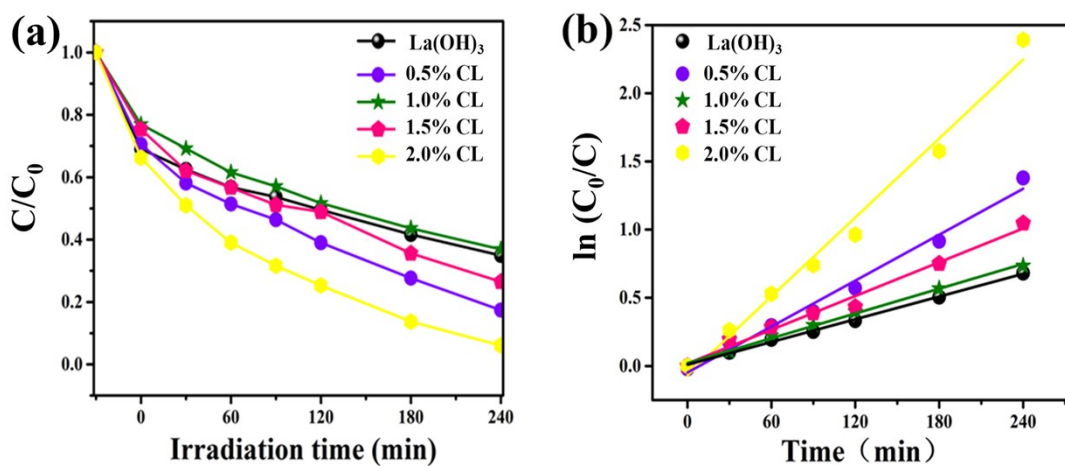 (a)
La(OH)3
0.5% CL
1.0% CL
1.5% CL
2.0% CL
C/C0
1.0
0.8
0.6
0.4
0.2
0.0
0 60 120 180 240
Irradiation time (min)
(b)
La(OH)3
0.5% CL
1.0% CL
1.5% CL
2.0% CL
ln (C0/C)
2.5
2.0
1.5
1.0
0.5
0.0
0 60 120 180 240
Time（min）